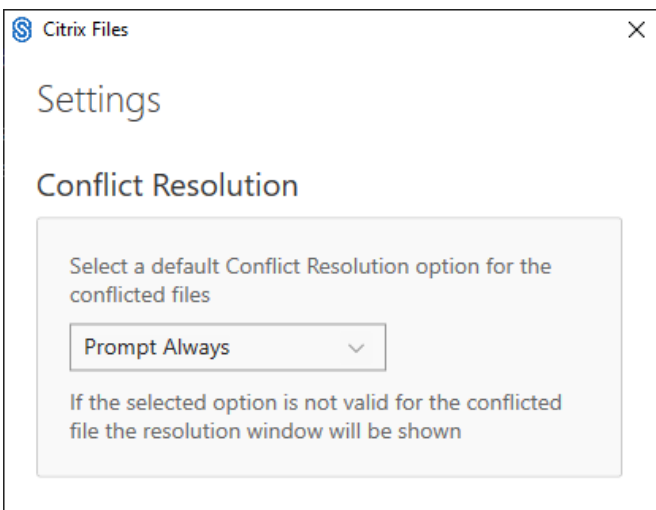 Citrix Files
Settings
Conflict Resolution
Select a default Conflict Resolution option for the
conflicted files
Prompt Always
If the selected option is not valid for the conflicted
file the resolution window will be shown